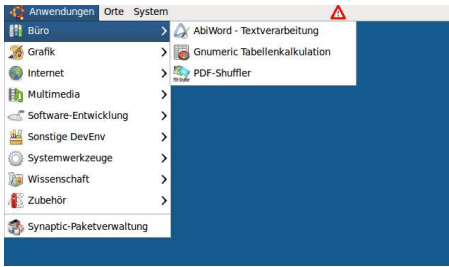 Anwendungen Orte System
Büro
Grafik
Internet
Multimedia
Software-Entwicklung
Sonstige DevEnv
Systemwerkzeuge
Wissenschaft
Zubehör
Synaptic-Paketverwaltung
AbiWord - Textverarbeitung
Gnumeric Tabellenkalkulation
PDF-Shuffler